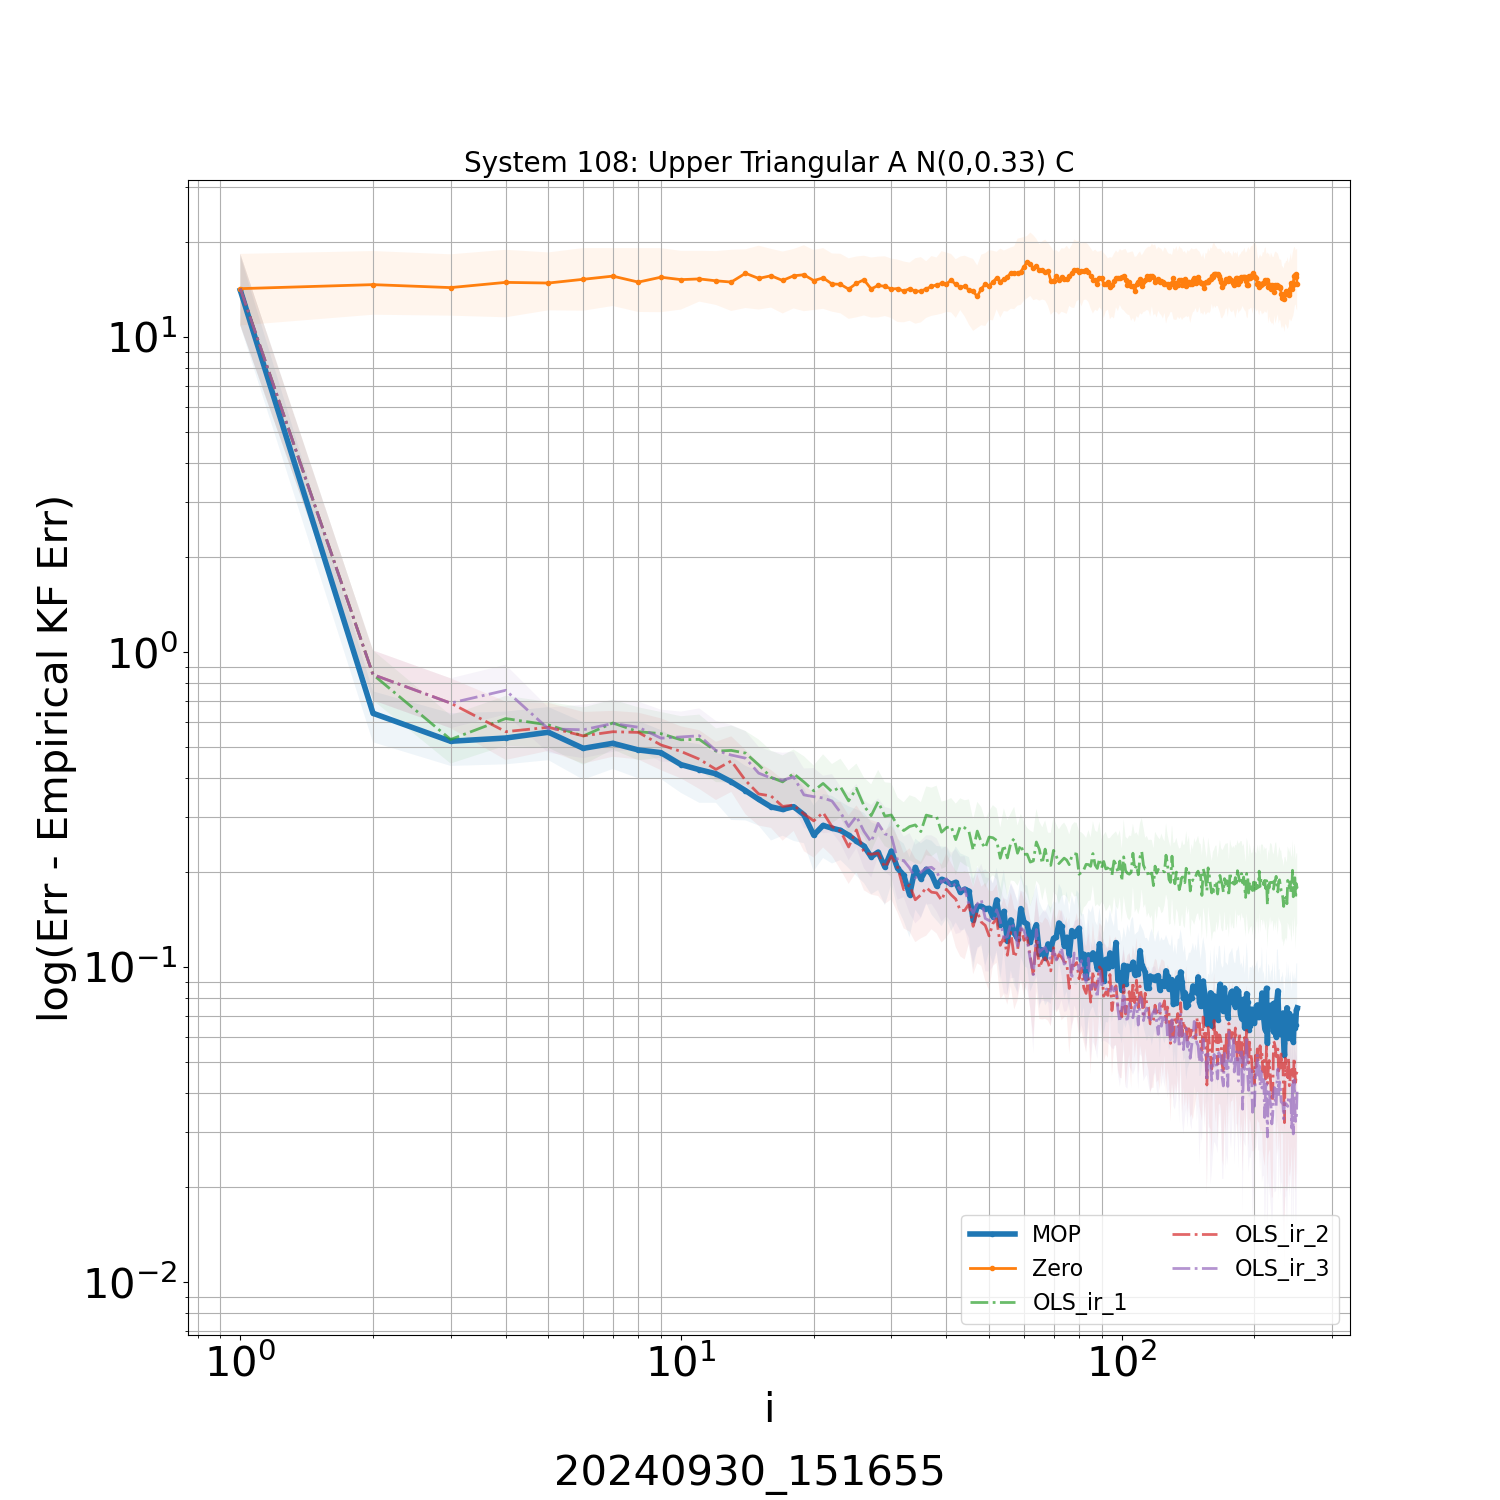 System 108: Upper Triangular A N(0,0.33) C
log(Err - Empirical KF Err)
10^1
10^0
10^-1
10^-2
MOP
Zero
OLS_ir_1
OLS_ir_2
OLS_ir_3
10^0 10^1 10^2
i
20240930_151655